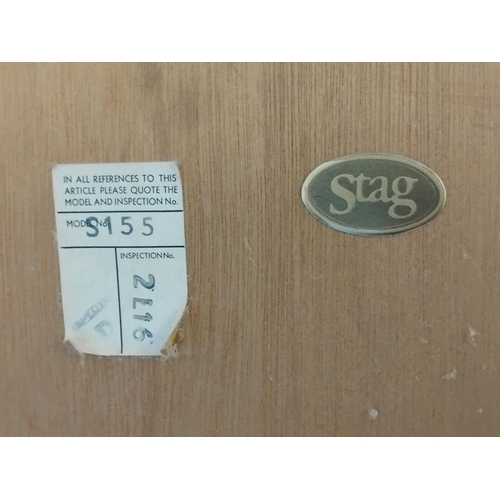 IN ALL REFERENCES TO THIS
ARTICLE PLEASE QUOTE THE
MODEL AND INSPECTION No.
MODEL No.
S155
INSPECTION No.
2L16
Stag